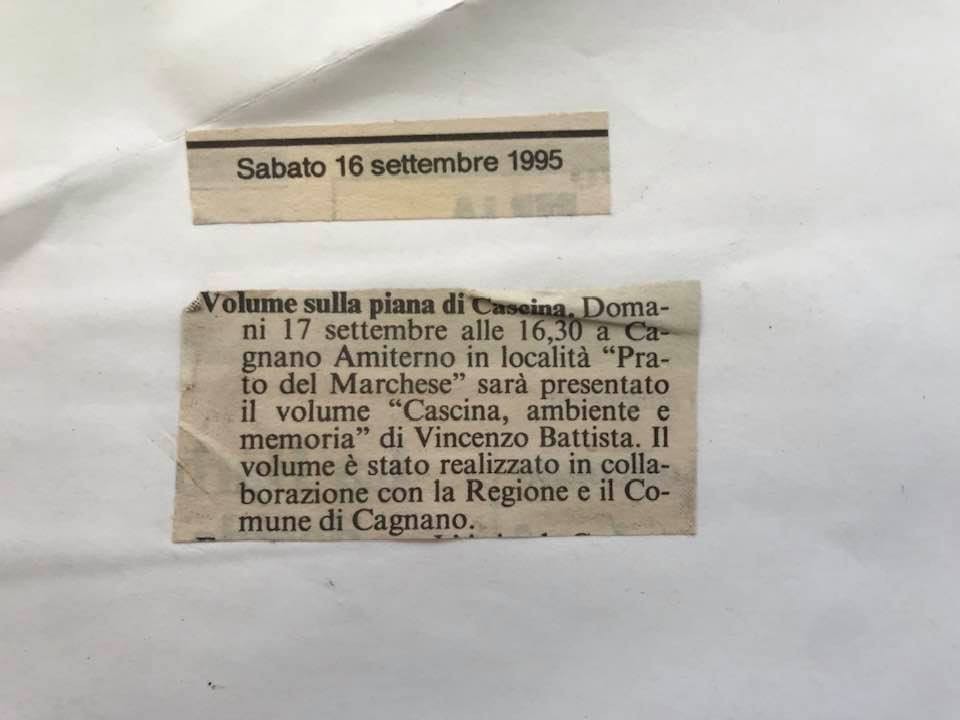 Sabato 16 settembre 1995
Volume sulla piana di Cascina. Doma-
ni 17 settembre alle 16,30 a Ca-
gnano Amiterno in località “Pra-
to del Marchese” sarà presentato
il volume “Cascina, ambiente e
memoria” di Vincenzo Battista. Il
volume è stato realizzato in colla-
borazione con la Regione e il Co-
mune di Cagnano.